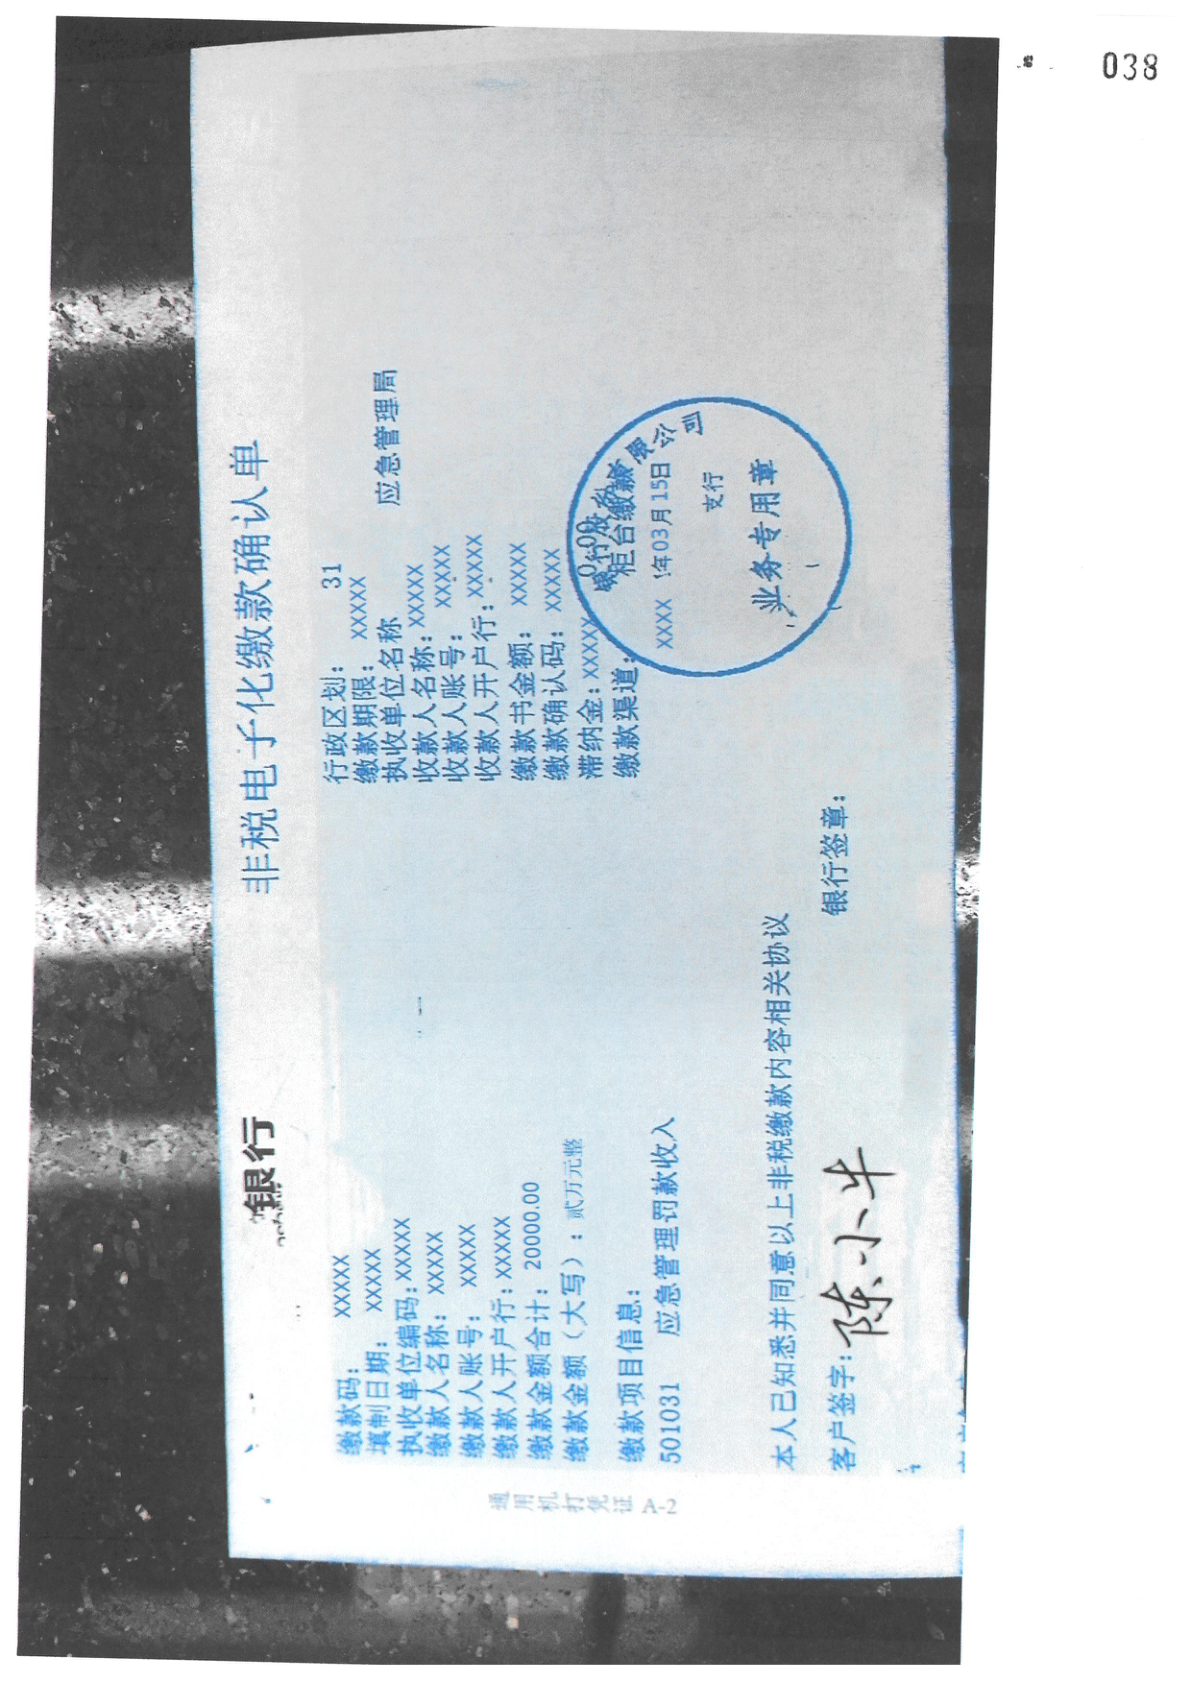 038
银行
非税电子化缴款确认单
缴款码: XXXXX
填制日期: XXXXX
执收单位编码: XXXXX
缴款人名称: XXXXX
缴款人账号: XXXXX
缴款人开户行: XXXXX
缴款金额合计: 20000.00
缴款金额(大写): 贰万元整
行政区划: 31
缴款期限: XXXXX
执收单位名称 应急管理局
收款人名称: XXXXX
收款人账号: XXXXX
收款人开户行: XXXXX
缴款书金额: XXXXX
缴款确认码: XXXXX
滞纳金: XXXXX 0.00
缴款渠道: 柜台缴款
缴款项目信息:
501031 应急管理罚款收入
银行股份有限公司
XXXX 年03月15日
支行
业务专用章
本人已知悉并同意以上非税缴款内容相关协议
客户签字: 陈小牛
银行签章:
通用机打凭证 A-2